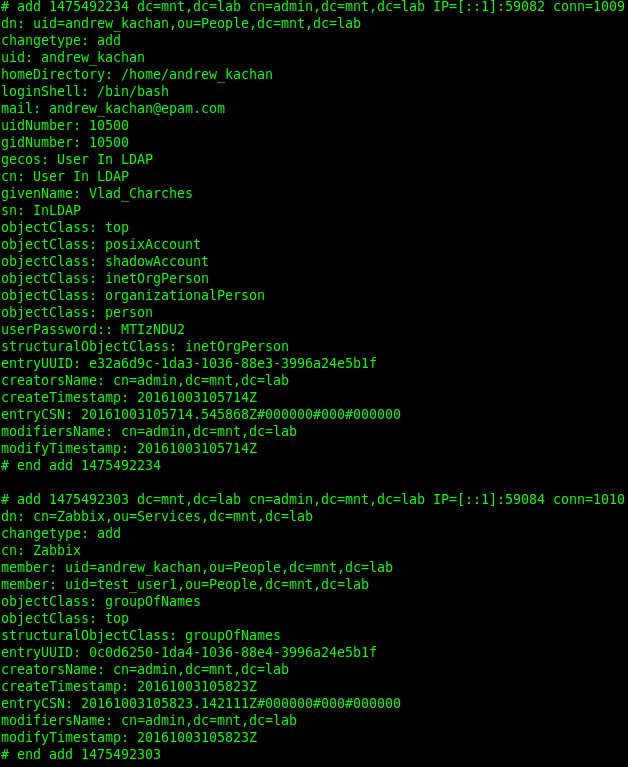 # add 1475492234 dc=mnt,dc=lab cn=admin,dc=mnt,dc=lab IP=[::1]:59082 conn=1009
dn: uid=andrew_kachan,ou=People,dc=mnt,dc=lab
changetype: add
uid: andrew_kachan
homeDirectory: /home/andrew_kachan
loginShell: /bin/bash
mail: andrew_kachan@epam.com
uidNumber: 10500
gidNumber: 10500
gecos: User In LDAP
cn: User In LDAP
givenName: Vlad_Charches
sn: InLDAP
objectClass: top
objectClass: posixAccount
objectClass: shadowAccount
objectClass: inetOrgPerson
objectClass: organizationalPerson
objectClass: person
userPassword:: MTIzNDU2
structuralObjectClass: inetOrgPerson
entryUUID: e32a6d9c-1da3-1036-88e3-3996a24e5b1f
creatorsName: cn=admin,dc=mnt,dc=lab
createTimestamp: 20161003105714Z
entryCSN: 20161003105714.545868Z#000000#000#000000
modifiersName: cn=admin,dc=mnt,dc=lab
modifyTimestamp: 20161003105714Z
# end add 1475492234
# add 1475492303 dc=mnt,dc=lab cn=admin,dc=mnt,dc=lab IP=[::1]:59084 conn=1010
dn: cn=Zabbix,ou=Services,dc=mnt,dc=lab
changetype: add
cn: Zabbix
member: uid=andrew_kachan,ou=People,dc=mnt,dc=lab
member: uid=test_user1,ou=People,dc=mnt,dc=lab
objectClass: groupOfNames
objectClass: top
structuralObjectClass: groupOfNames
entryUUID: 0c0d6250-1da4-1036-88e4-3996a24e5b1f
creatorsName: cn=admin,dc=mnt,dc=lab
createTimestamp: 20161003105823Z
entryCSN: 20161003105823.142111Z#000000#000#000000
modifiersName: cn=admin,dc=mnt,dc=lab
modifyTimestamp: 20161003105823Z
# end add 1475492303